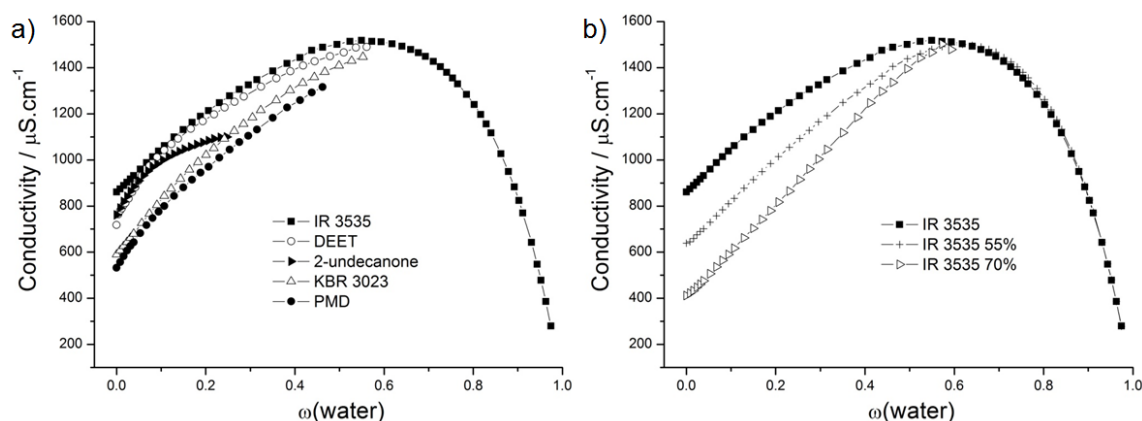 a)
Conductivity / µS.cm⁻¹
1600
1400
1200
1000
800
600
400
200
IR 3535
DEET
2-undecanone
KBR 3023
PMD
0.0 0.2 0.4 0.6 0.8 1.0
ω(water)
b)
Conductivity / µS.cm⁻¹
1600
1400
1200
1000
800
600
400
200
IR 3535
IR 3535 55%
IR 3535 70%
0.0 0.2 0.4 0.6 0.8 1.0
ω(water)